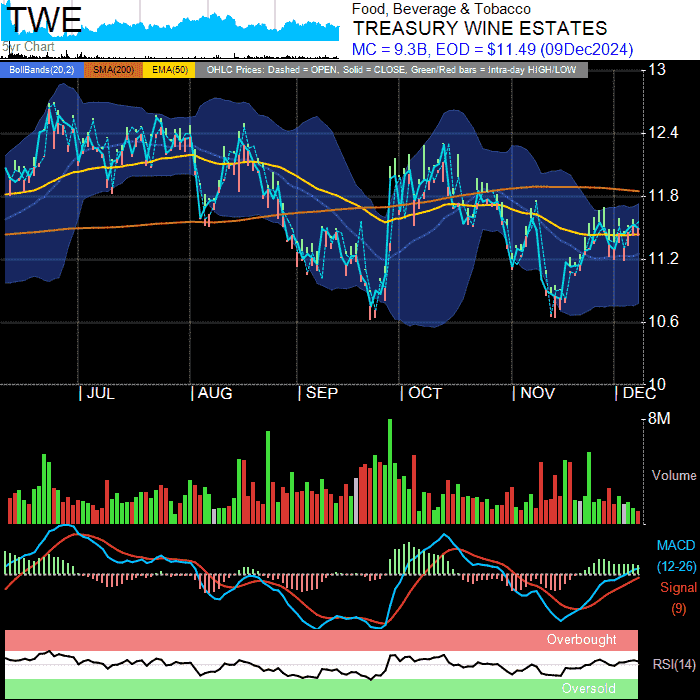 TWE
5yr Chart
Food, Beverage & Tobacco
TREASURY WINE ESTATES
MC = 9.3B, EOD = $11.49 (09Dec2024)
BollBands(20,2) SMA(200) EMA(50) OHLC Prices: Dashed = OPEN, Solid = CLOSE, Green/Red bars = Intra-day HIGH/LOW
13
12.4
11.8
11.2
10.6
10
JUL AUG SEP OCT NOV DEC
8M
Volume
MACD
(12-26)
Signal
(9)
Overbought
RSI(14)
Oversold